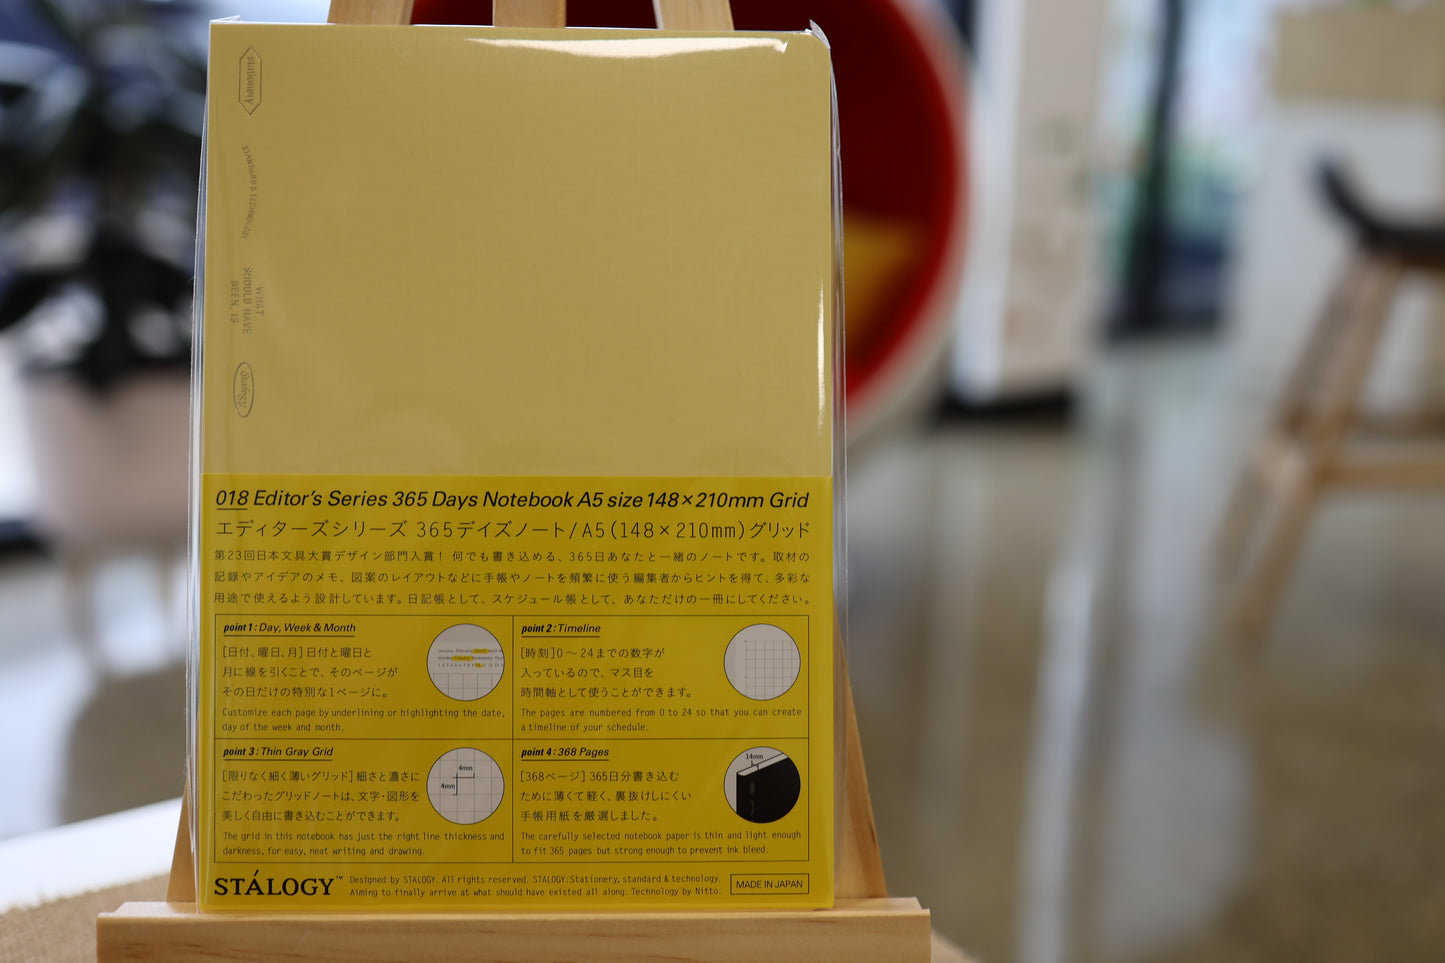 stationery
STANDARD & TECHNOLOGY
WHAT
SHOULD HAVE
BEEN, IS
Stalogy
018 Editor's Series 365 Days Notebook A5 size 148×210mm Grid
エディターズシリーズ 365デイズノート/A5(148×210mm)グリッド
第23回日本文具大賞デザイン部門入賞! 何でも書き込める、365日あなたと一緒のノートです。取材の
記録やアイデアのメモ、図案のレイアウトなどに手帳やノートを頻繁に使う編集者からヒントを得て、多彩な
用途で使えるよう設計しています。日記帳として、スケジュール帳として、あなただけの一冊にしてください。
point 1 : Day, Week & Month
[日付、曜日、月]日付と曜日と
月に線を引くことで、そのページが
その日だけの特別な1ページに。
Customize each page by underlining or highlighting the date,
day of the week and month.
point 2 : Timeline
[時刻]0〜24までの数字が
入っているので、マス目を
時間軸として使うことができます。
The pages are numbered from 0 to 24 so that you can create
a timeline of your schedule.
point 3 : Thin Gray Grid
[限りなく細く薄いグリッド]細さと濃さに
こだわったグリッドノートは、文字・図形を
美しく自由に書き込むことができます。
The grid in this notebook has just the right line thickness and
darkness, for easy, neat writing and drawing.
4mm
4mm
point 4 : 368 Pages
[368ページ]365日分書き込む
ために薄くて軽く、裏抜けしにくい
手帳用紙を厳選しました。
The carefully selected notebook paper is thin and light enough
to fit 365 pages but strong enough to prevent ink bleed.
14mm
STÁLOGY™
Designed by STALOGY. All rights reserved. STALOGY:Stationery, standard & technology.
Aiming to finally arrive at what should have existed all along. Technology by Nitto.
MADE IN JAPAN